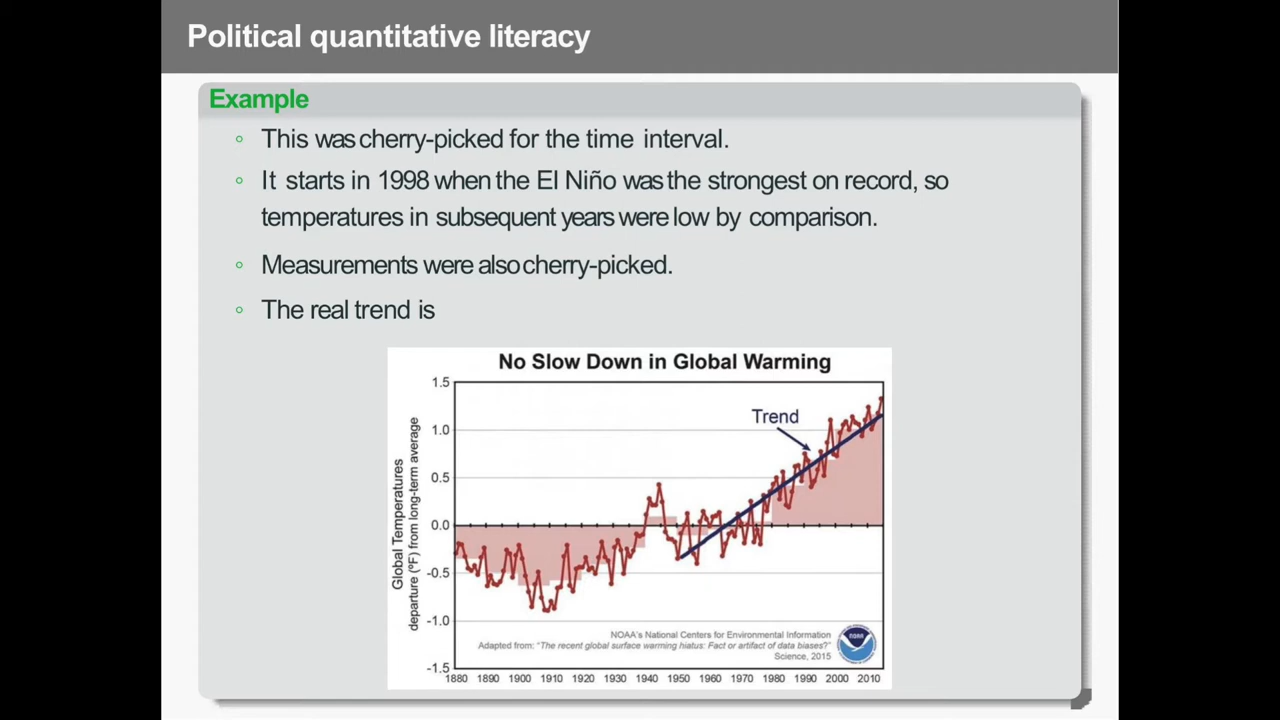 Political quantitative literacy
Example
◦ This was cherry-picked for the time interval.
◦ It starts in 1998 when the El Niño was the strongest on record, so
temperatures in subsequent years were low by comparison.
◦ Measurements were also cherry-picked.
◦ The real trend is
No Slow Down in Global Warming
Global Temperatures
departure (ºF) from long-term average
1.5
1.0
0.5
0.0
-0.5
-1.0
-1.5
Trend
NOAA's National Centers for Environmental Information
Adapted from: "The recent global surface warming hiatus: Fact or artifact of data biases?"
Science, 2015
NOAA
1880 1890 1900 1910 1920 1930 1940 1950 1960 1970 1980 1990 2000 2010